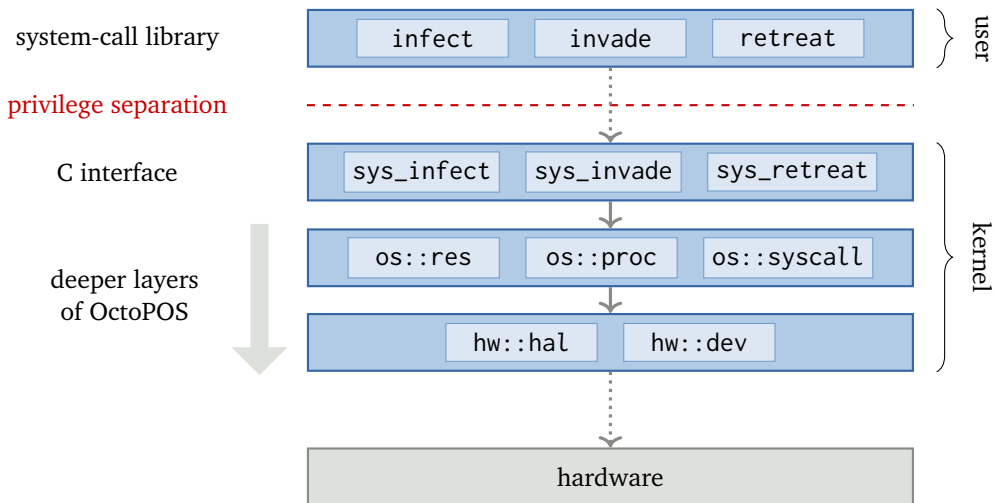 system-call library
infect
invade
retreat
user
privilege separation
C interface
sys_infect
sys_invade
sys_retreat
kernel
deeper layers
of OctoPOS
os::res
os::proc
os::syscall
hw::hal
hw::dev
hardware